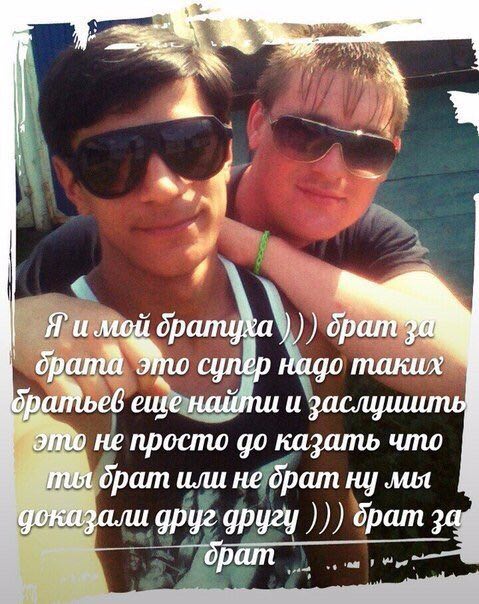 Я и мой братуха ))) брат за
брата это супер надо таких
братьев еще найти и заслушить
это не просто до казать что
ты брат или не брат ну мы
доказали друг другу ))) брат за
брат